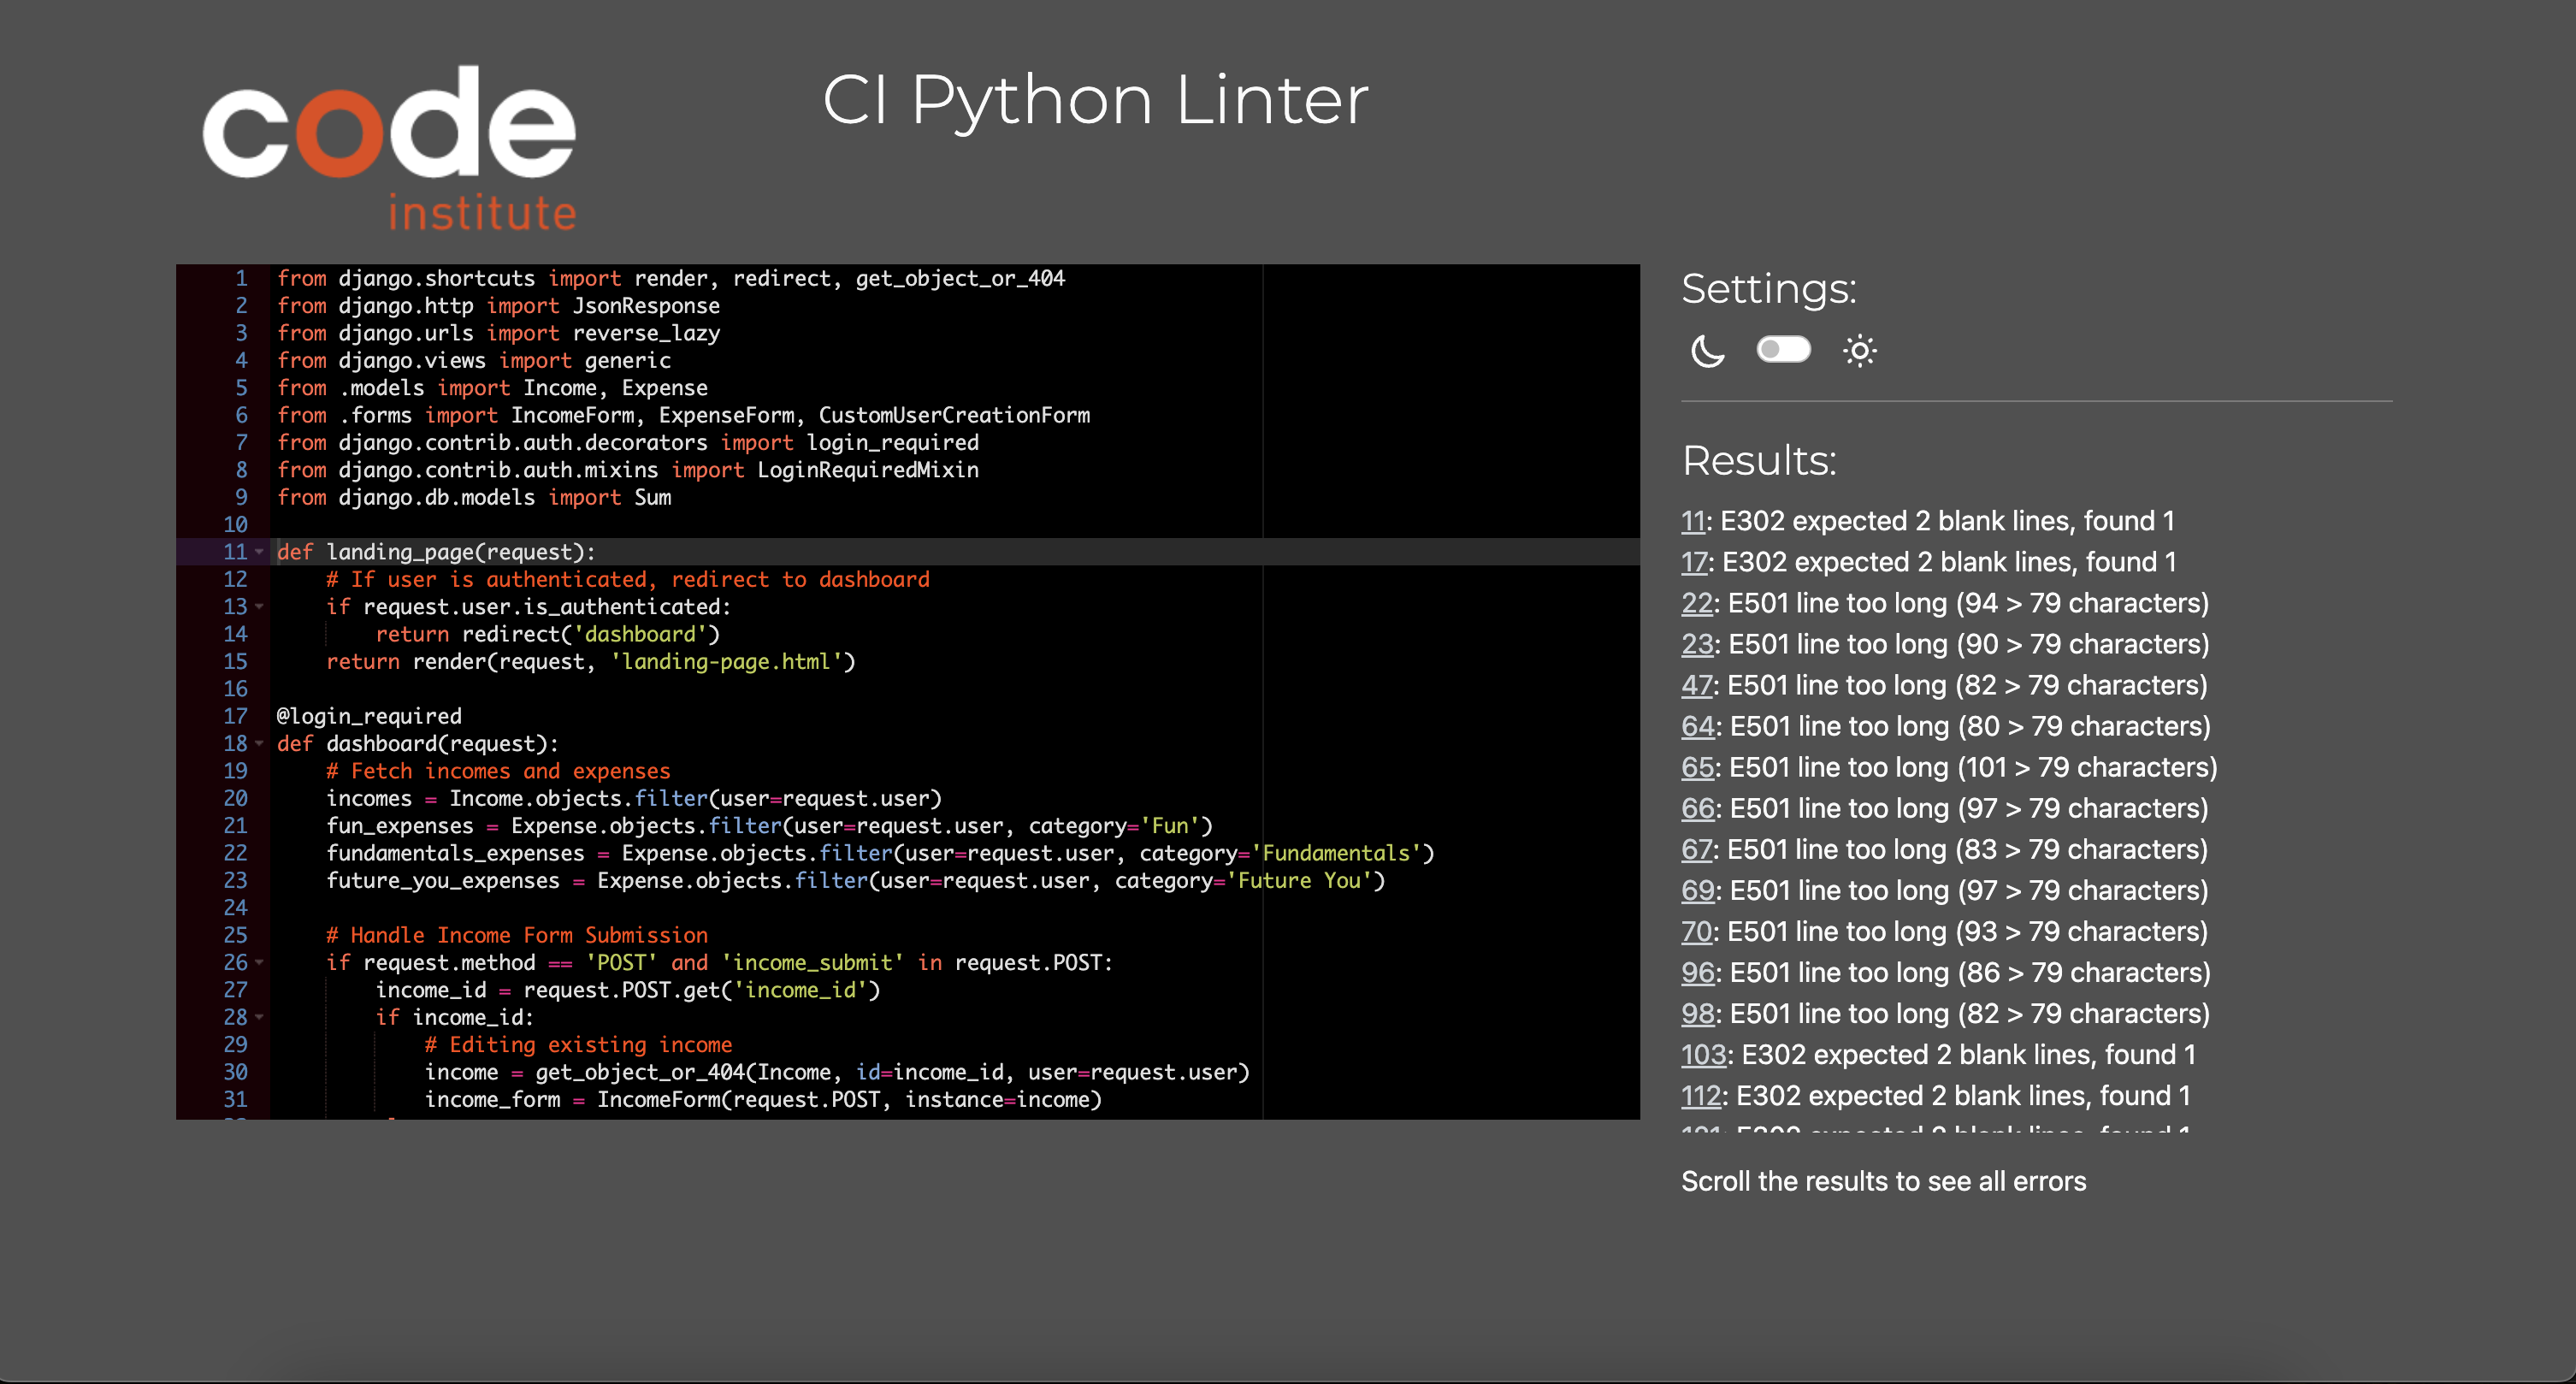 code
institute
CI Python Linter
1 from django.shortcuts import render, redirect, get_object_or_404
2 from django.http import JsonResponse
3 from django.urls import reverse_lazy
4 from django.views import generic
5 from .models import Income, Expense
6 from .forms import IncomeForm, ExpenseForm, CustomUserCreationForm
7 from django.contrib.auth.decorators import login_required
8 from django.contrib.auth.mixins import LoginRequiredMixin
9 from django.db.models import Sum
10
11 def landing_page(request):
12     # If user is authenticated, redirect to dashboard
13     if request.user.is_authenticated:
14         return redirect('dashboard')
15     return render(request, 'landing-page.html')
16
17 @login_required
18 def dashboard(request):
19     # Fetch incomes and expenses
20     incomes = Income.objects.filter(user=request.user)
21     fun_expenses = Expense.objects.filter(user=request.user, category='Fun')
22     fundamentals_expenses = Expense.objects.filter(user=request.user, category='Fundamentals')
23     future_you_expenses = Expense.objects.filter(user=request.user, category='Future You')
24
25     # Handle Income Form Submission
26     if request.method == 'POST' and 'income_submit' in request.POST:
27         income_id = request.POST.get('income_id')
28         if income_id:
29             # Editing existing income
30             income = get_object_or_404(Income, id=income_id, user=request.user)
31             income_form = IncomeForm(request.POST, instance=income)
Settings:
Results:
11: E302 expected 2 blank lines, found 1
17: E302 expected 2 blank lines, found 1
22: E501 line too long (94 > 79 characters)
23: E501 line too long (90 > 79 characters)
47: E501 line too long (82 > 79 characters)
64: E501 line too long (80 > 79 characters)
65: E501 line too long (101 > 79 characters)
66: E501 line too long (97 > 79 characters)
67: E501 line too long (83 > 79 characters)
69: E501 line too long (97 > 79 characters)
70: E501 line too long (93 > 79 characters)
96: E501 line too long (86 > 79 characters)
98: E501 line too long (82 > 79 characters)
103: E302 expected 2 blank lines, found 1
112: E302 expected 2 blank lines, found 1
121: E302 expected 2 blank lines, found 1
Scroll the results to see all errors